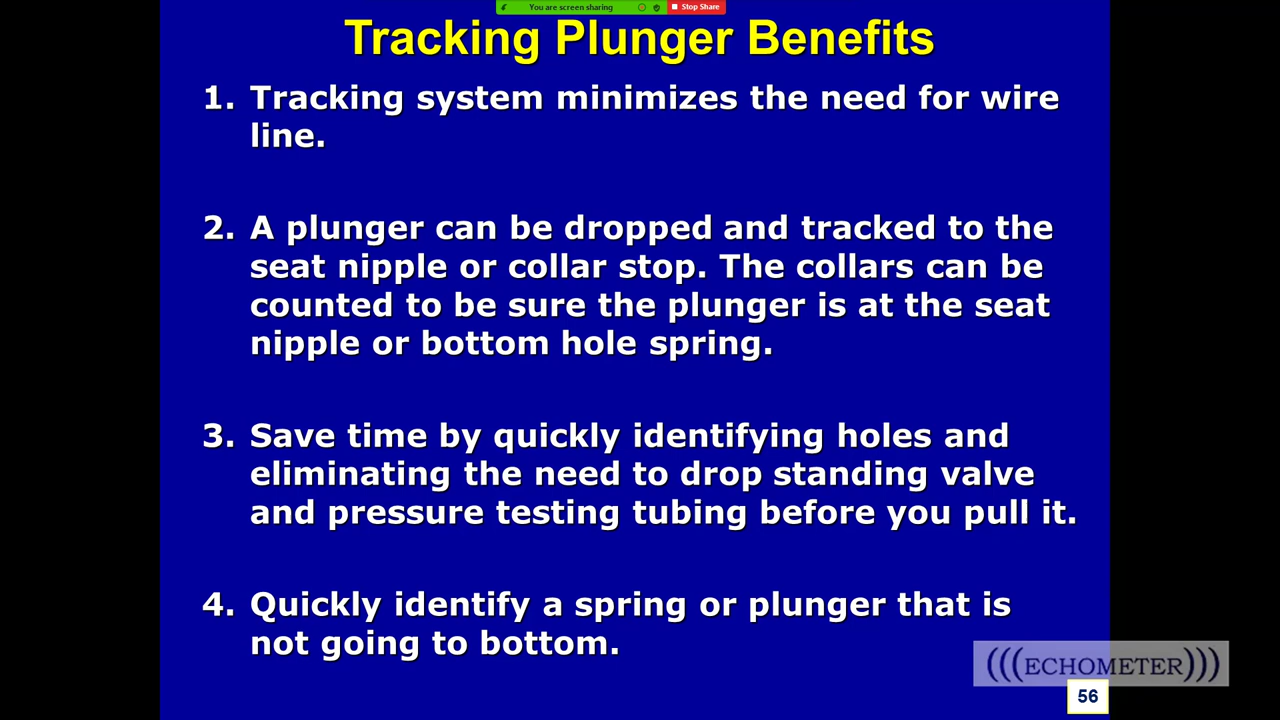 You are screen sharing
Stop Share
Tracking Plunger Benefits
1. Tracking system minimizes the need for wire
line.
2. A plunger can be dropped and tracked to the
seat nipple or collar stop. The collars can be
counted to be sure the plunger is at the seat
nipple or bottom hole spring.
3. Save time by quickly identifying holes and
eliminating the need to drop standing valve
and pressure testing tubing before you pull it.
4. Quickly identify a spring or plunger that is
not going to bottom.
(((ECHOMETER)))
56